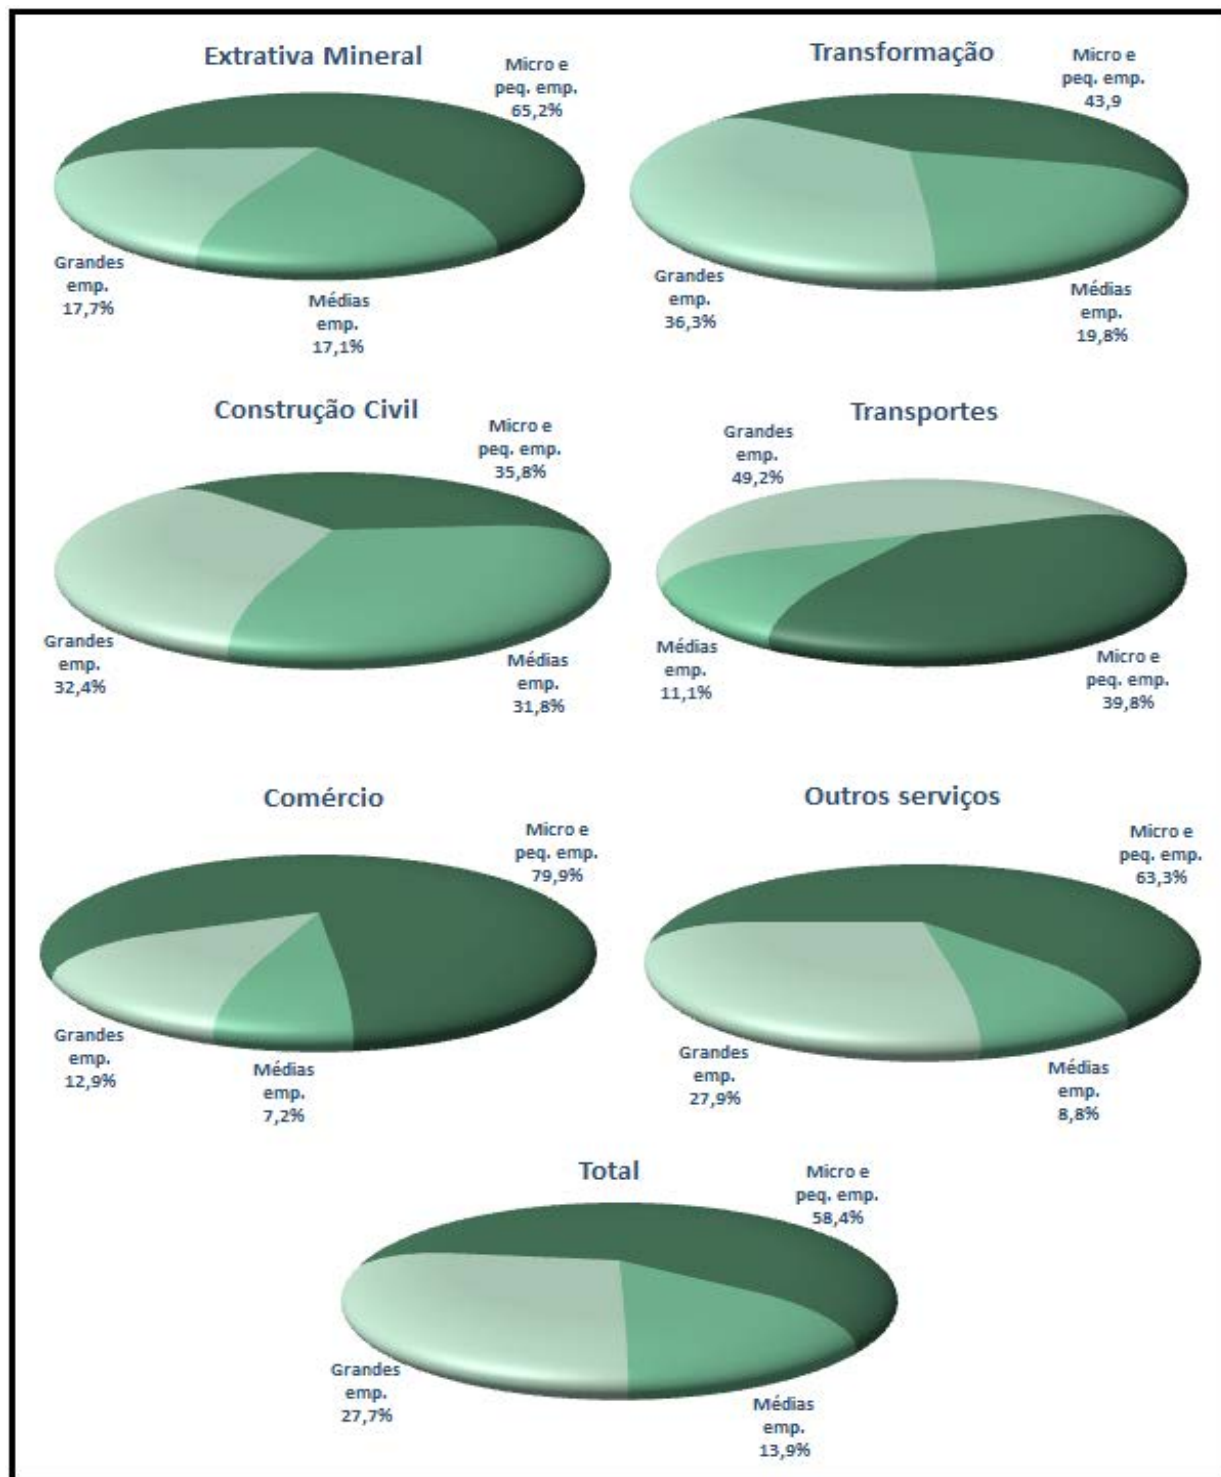 Extrativa Mineral
Micro e
peq. emp.
65,2%
Grandes
emp.
17,7%
Médias
emp.
17,1%
Transformação
Micro e
peq. emp.
43,9
Grandes
emp.
36,3%
Médias
emp.
19,8%
Construção Civil
Micro e
peq. emp.
35,8%
Grandes
emp.
32,4%
Médias
emp.
31,8%
Transportes
Grandes
emp.
49,2%
Médias
emp.
11,1%
Micro e
peq. emp.
39,8%
Comércio
Micro e
peq. emp.
79,9%
Grandes
emp.
12,9%
Médias
emp.
7,2%
Outros serviços
Micro e
peq. emp.
63,3%
Grandes
emp.
27,9%
Médias
emp.
8,8%
Total
Micro e
peq. emp.
58,4%
Grandes
emp.
27,7%
Médias
emp.
13,9%